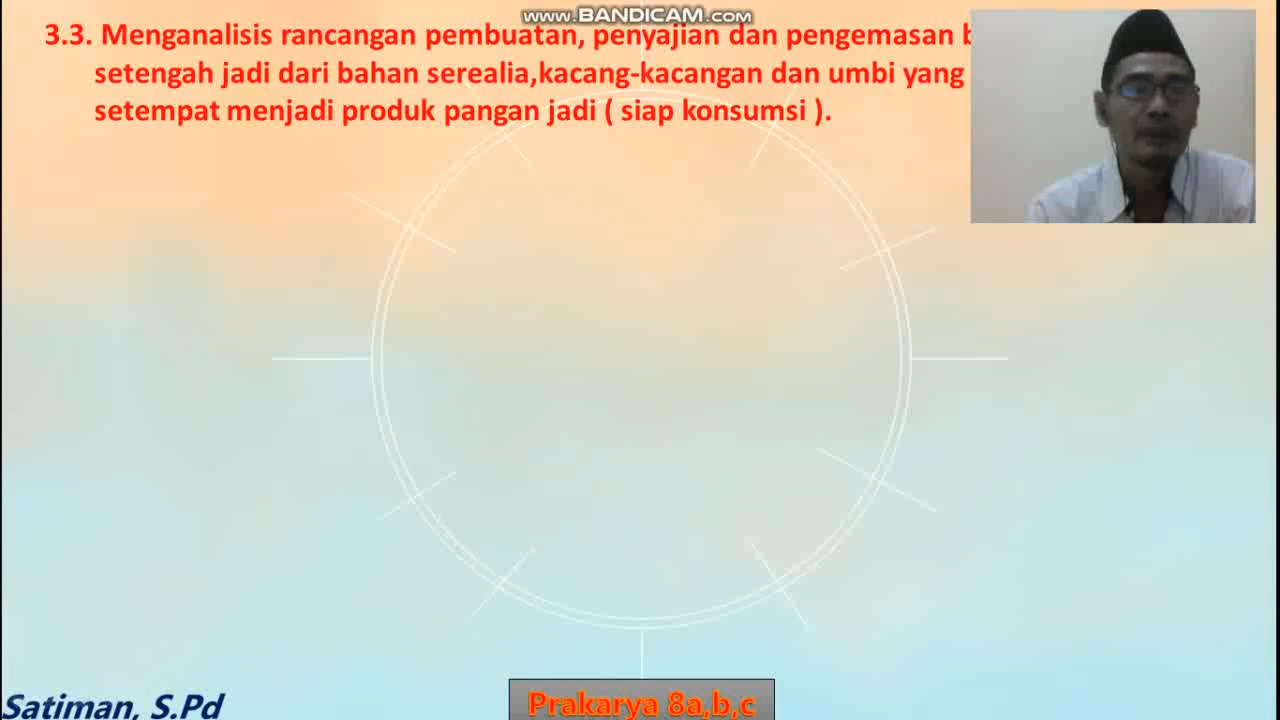 www.BANDICAM.com
3.3. Menganalisis rancangan pembuatan, penyajian dan pengemasan
setengah jadi dari bahan serealia,kacang-kacangan dan umbi yang
setempat menjadi produk pangan jadi ( siap konsumsi ).
Satiman, S.Pd
Prakarya 8a,b,c